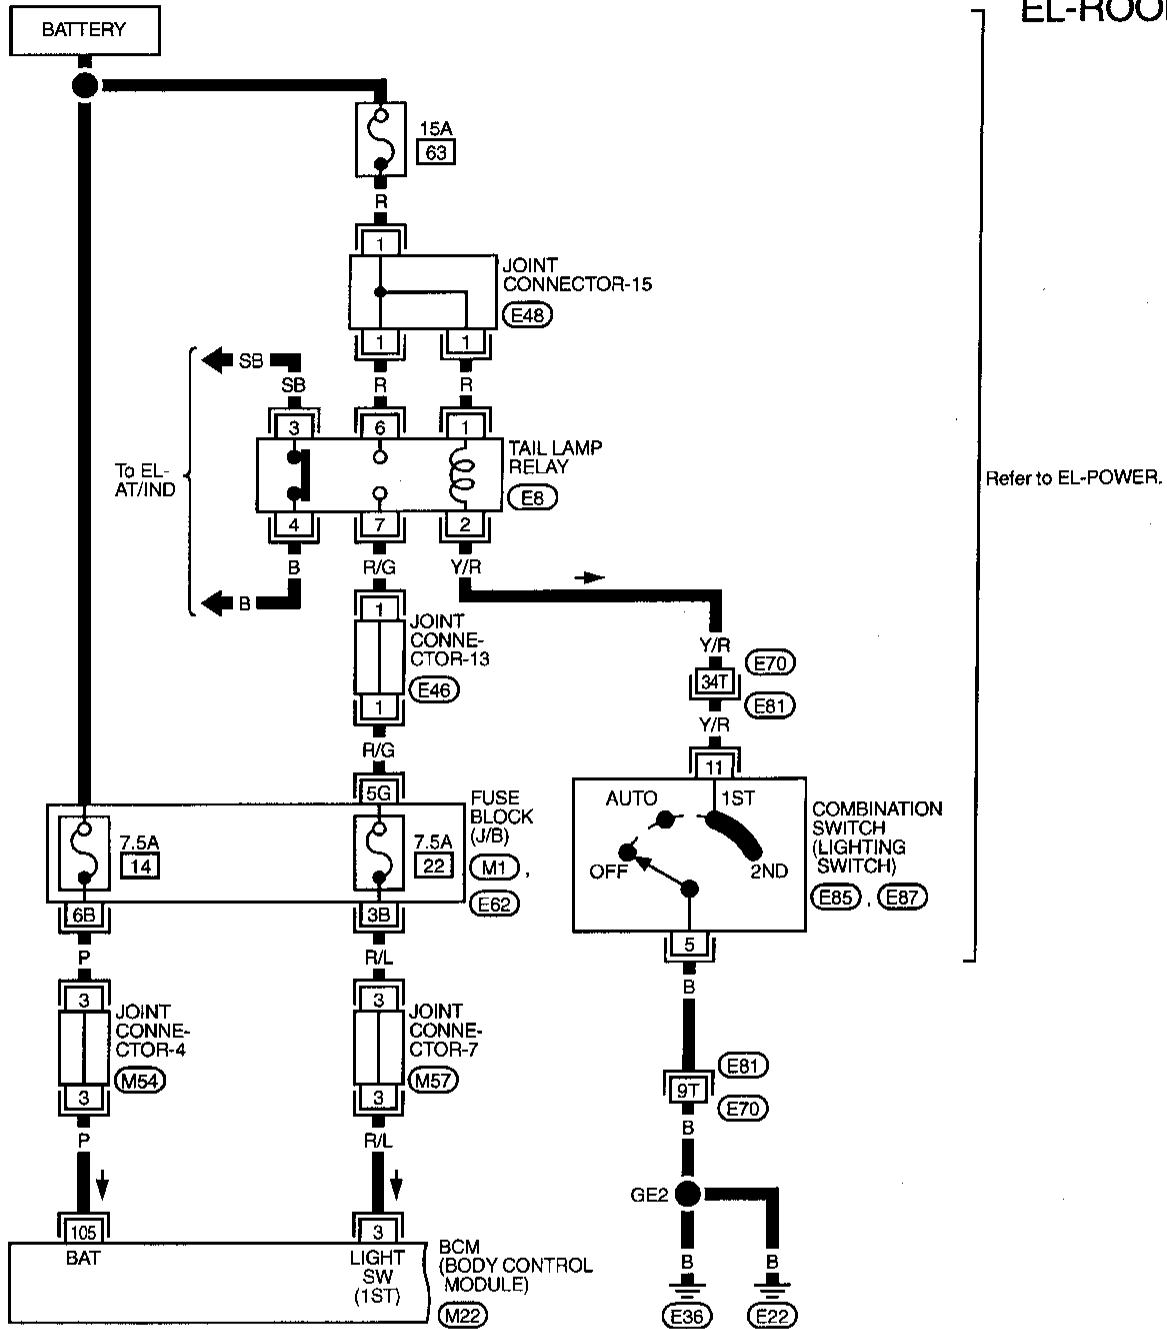 EL-ROO
BATTERY
15A
63
R
1
JOINT
CONNECTOR-15
E48
1
1
SB
SB
R
R
3
6
1
To EL-
AT/IND
TAIL LAMP
RELAY
E8
Refer to EL-POWER.
4
7
2
B
R/G
Y/R
B
1
JOINT
CONNE-
CTOR-13
E46
1
Y/R
E70
34T
E81
Y/R
R/G
11
5G
FUSE
BLOCK
(J/B)
M1 ,
E62
7.5A
14
7.5A
22
AUTO
1ST
OFF
2ND
COMBINATION
SWITCH
(LIGHTING
SWITCH)
E85 , E87
6B
3B
5
P
R/L
B
3
JOINT
CONNE-
CTOR-4
M54
3
3
JOINT
CONNE-
CTOR-7
M57
3
E81
9T
E70
P
R/L
B
GE2
105
3
BAT
LIGHT
SW
(1ST)
BCM
(BODY CONTROL
MODULE)
M22
B
B
E36
E22